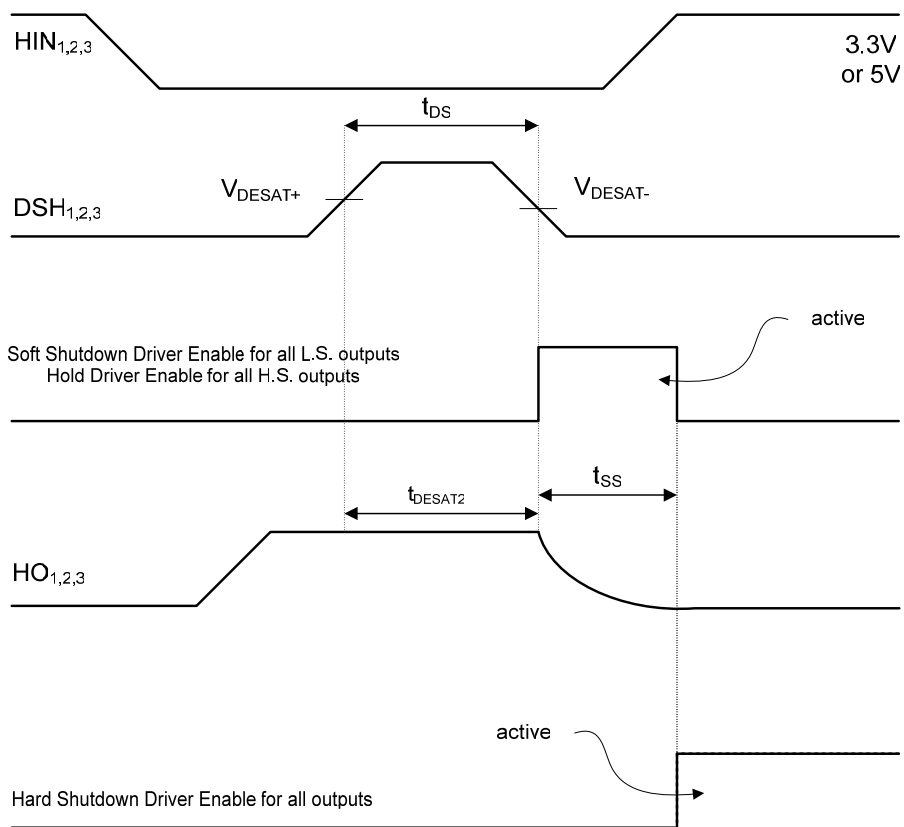 HIN1,2,3
3.3V
or 5V
tDS
VDESAT+
VDESAT-
DSH1,2,3
active
Soft Shutdown Driver Enable for all L.S. outputs
Hold Driver Enable for all H.S. outputs
tSS
tDESAT2
HO1,2,3
active
Hard Shutdown Driver Enable for all outputs